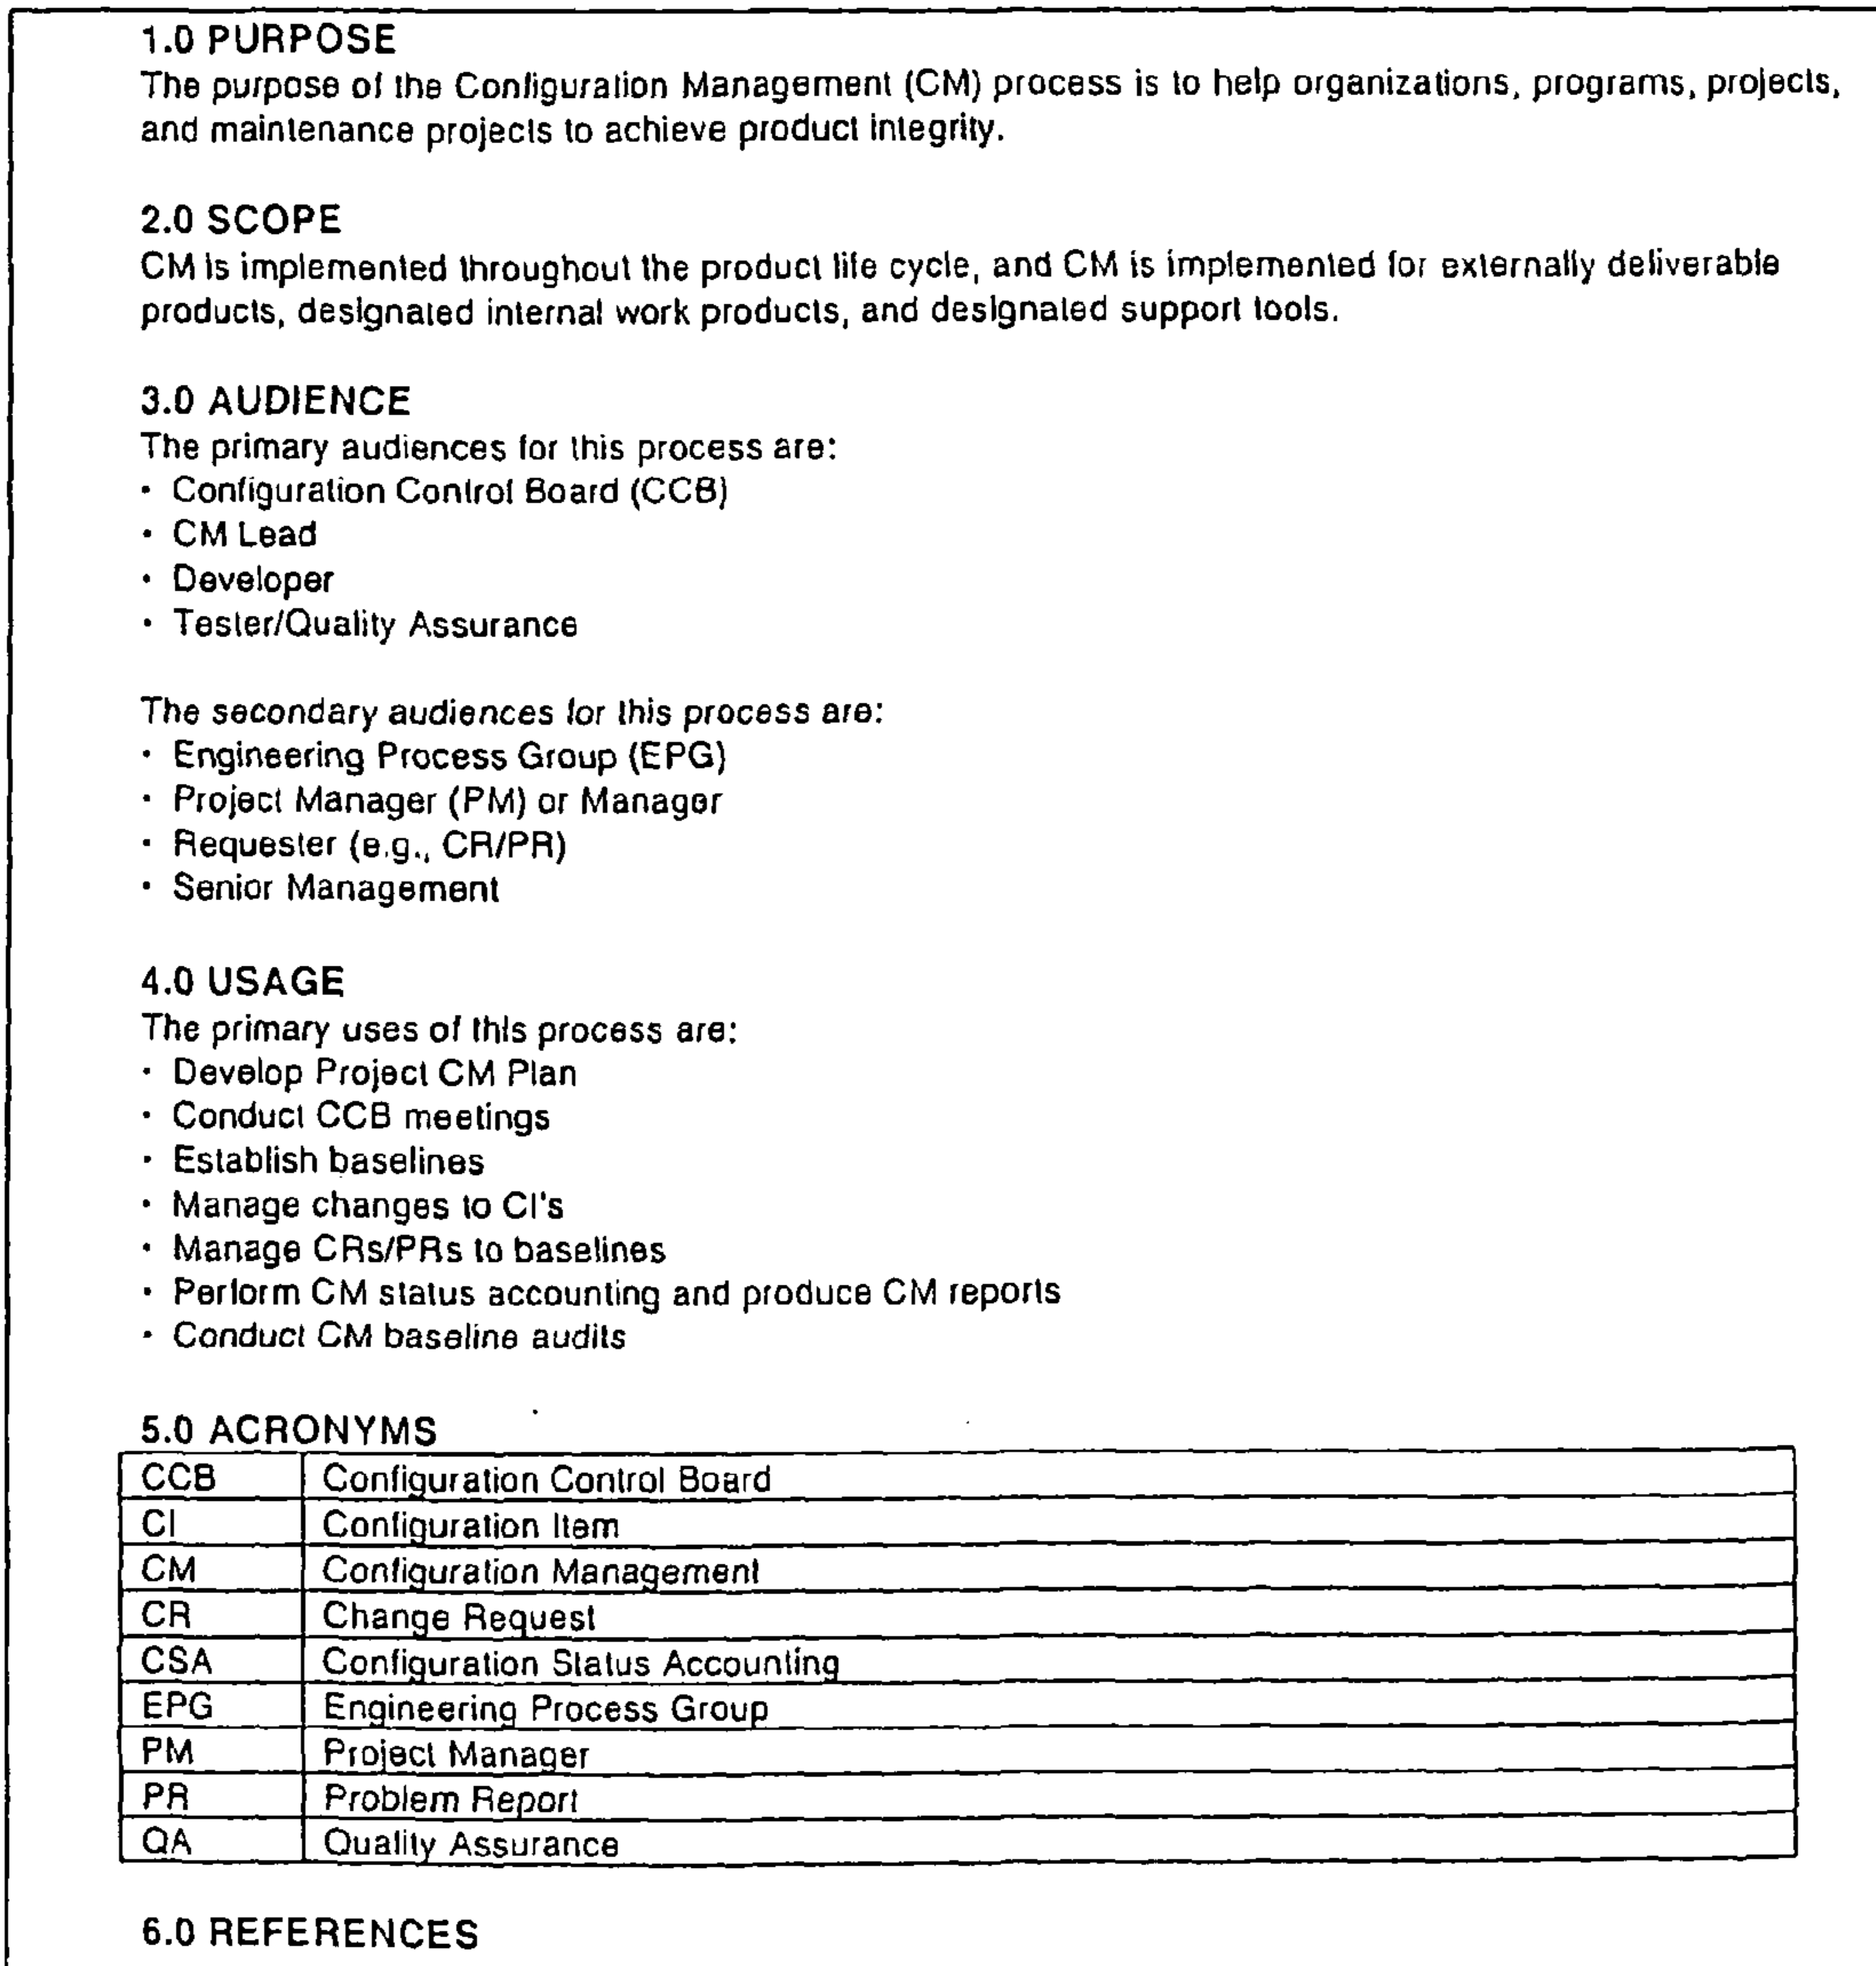 1.0 PURPOSE
The purpose of the Configuration Management (CM) process is to help organizations, programs, projects,
and maintenance projects to achieve product integrity.
2.0 SCOPE
CM is implemented throughout the product life cycle, and CM is implemented for externally deliverable
products, designated internal work products, and designated support tools.
3.0 AUDIENCE
The primary audiences for this process are:
· Configuration Control Board (CCB)
· CM Lead
· Developer
· Tester/Quality Assurance
The secondary audiences for this process are:
· Engineering Process Group (EPG)
· Project Manager (PM) or Manager
· Requester (e.g., CR/PR)
· Senior Management
4.0 USAGE
The primary uses of this process are:
· Develop Project CM Plan
· Conduct CCB meetings
· Establish baselines
· Manage changes to CI's
· Manage CRs/PRs to baselines
· Perform CM status accounting and produce CM reports
· Conduct CM baseline audits
5.0 ACRONYMS
CCB Configuration Control Board
CI Configuration Item
CM Configuration Management
CR Change Request
CSA Configuration Status Accounting
EPG Engineering Process Group
PM Project Manager
PR Problem Report
QA Quality Assurance
6.0 REFERENCES